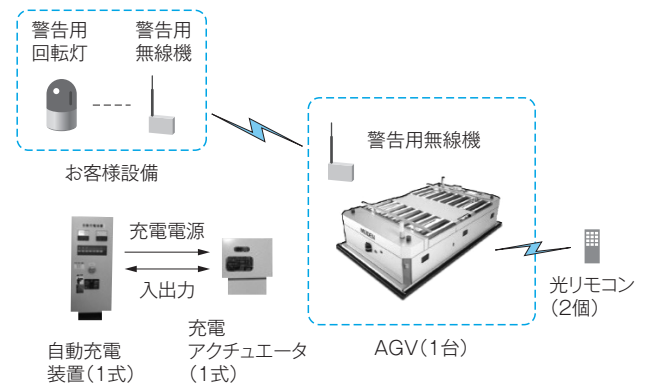 警告用
回転灯
警告用
無線機
お客様設備
警告用無線機
充電電源
入出力
自動充電
装置(1式)
充電
アクチュエータ
(1式)
AGV(1台)
光リモコン
(2個)